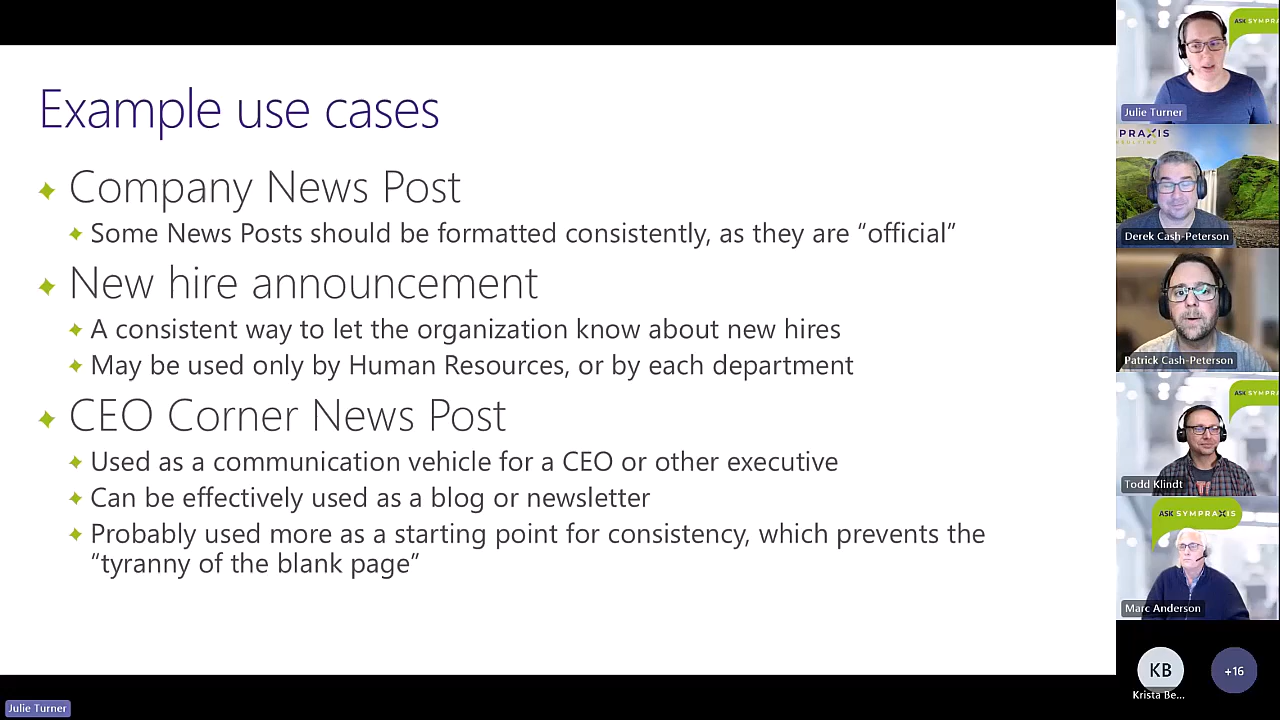 Example use cases
Company News Post
Some News Posts should be formatted consistently, as they are “official”
New hire announcement
A consistent way to let the organization know about new hires
May be used only by Human Resources, or by each department
CEO Corner News Post
Used as a communication vehicle for a CEO or other executive
Can be effectively used as a blog or newsletter
Probably used more as a starting point for consistency, which prevents the
“tyranny of the blank page”
Julie Turner
ASK SYMPRA
Julie Turner
PRAXIS
Derek Cash-Peterson
Patrick Cash-Peterson
ASK SYMPRA
Todd Klindt
ASK SYMPRAXIS
Marc Anderson
KB
Krista Be...
+16